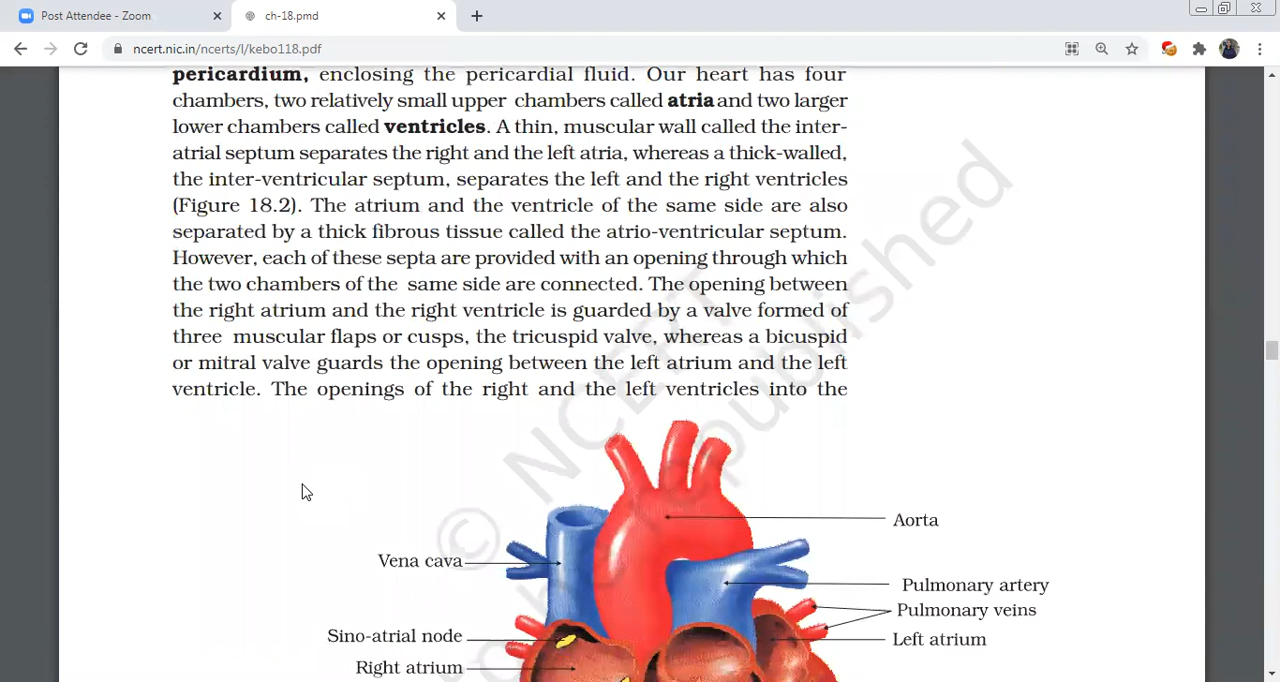 Post Attendee - Zoom
ch-18.pmd
ncert.nic.in/ncerts/l/kebo118.pdf
pericardium, enclosing the pericardial fluid. Our heart has four
chambers, two relatively small upper chambers called atria and two larger
lower chambers called ventricles. A thin, muscular wall called the inter-
atrial septum separates the right and the left atria, whereas a thick-walled,
the inter-ventricular septum, separates the left and the right ventricles
(Figure 18.2). The atrium and the ventricle of the same side are also
separated by a thick fibrous tissue called the atrio-ventricular septum.
However, each of these septa are provided with an opening through which
the two chambers of the same side are connected. The opening between
the right atrium and the right ventricle is guarded by a valve formed of
three muscular flaps or cusps, the tricuspid valve, whereas a bicuspid
or mitral valve guards the opening between the left atrium and the left
ventricle. The openings of the right and the left ventricles into the
Aorta
Vena cava
Pulmonary artery
Pulmonary veins
Sino-atrial node
Left atrium
Right atrium
© NCERT
republished